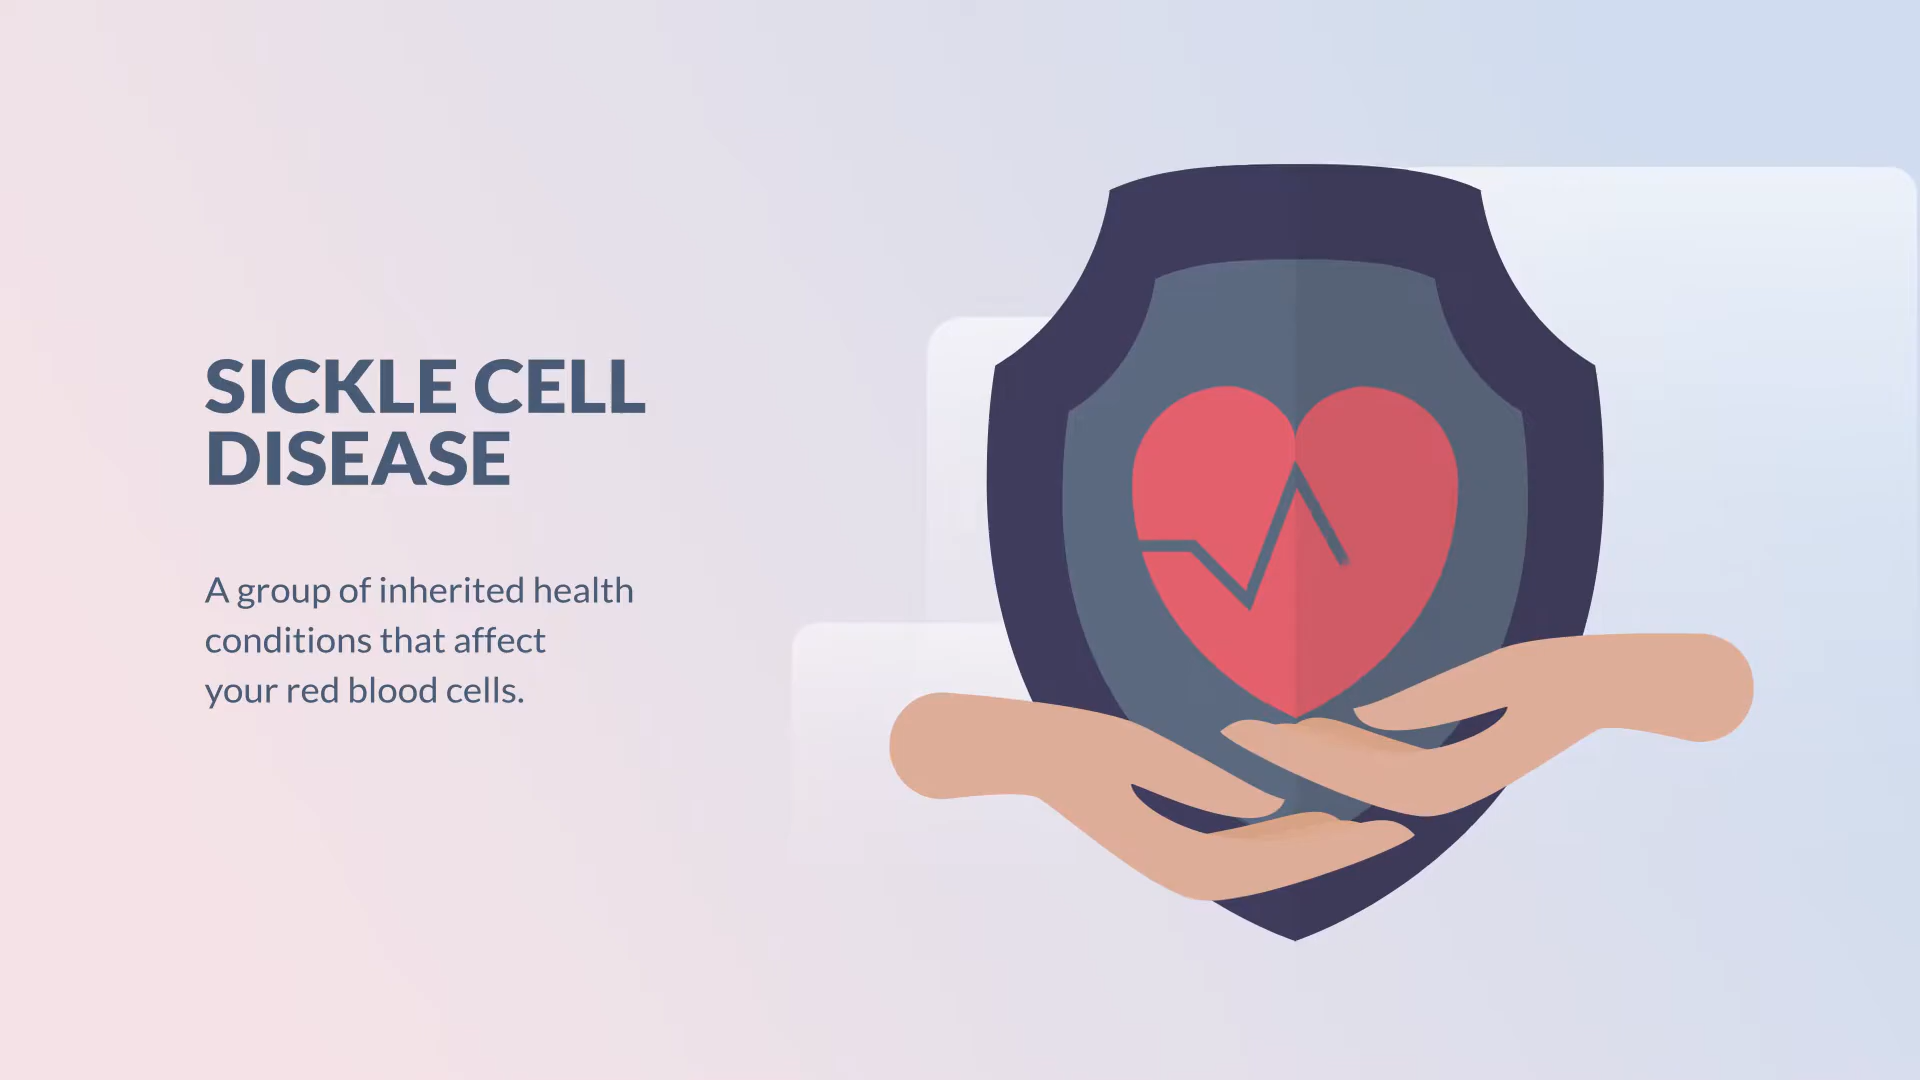 SICKLE CELL
DISEASE
A group of inherited health
conditions that affect
your red blood cells.